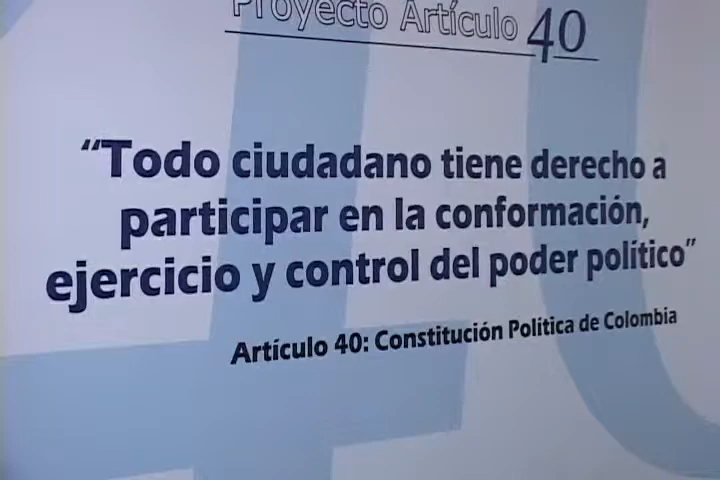 Proyecto Artículo 40
“Todo ciudadano tiene derecho a
participar en la conformación,
ejercicio y control del poder político”
Artículo 40: Constitución Política de Colombia